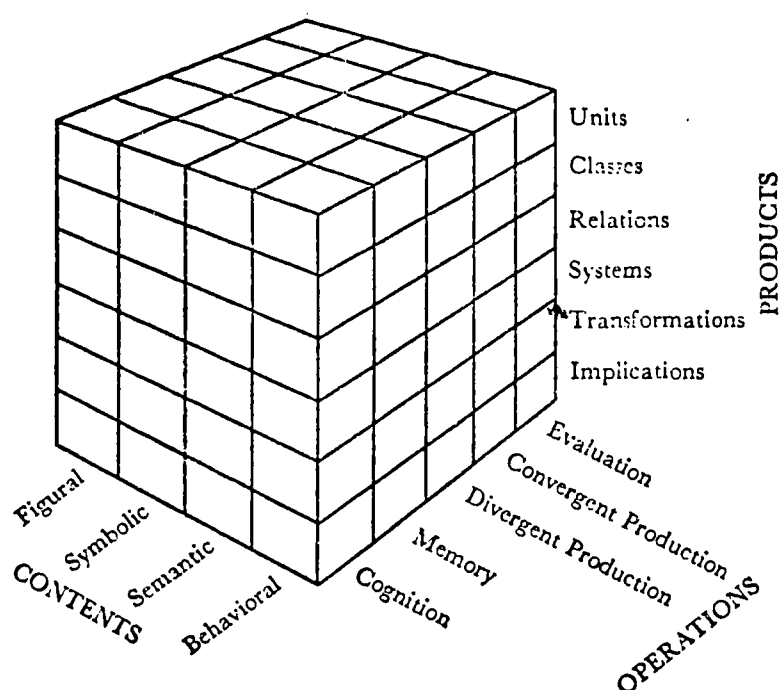 Units
Classes
Relations
Systems
Transformations
Implications
PRODUCTS
Evaluation
Convergent Production
Divergent Production
Memory
Cognition
OPERATIONS
Figural
Symbolic
Semantic
Behavioral
CONTENTS